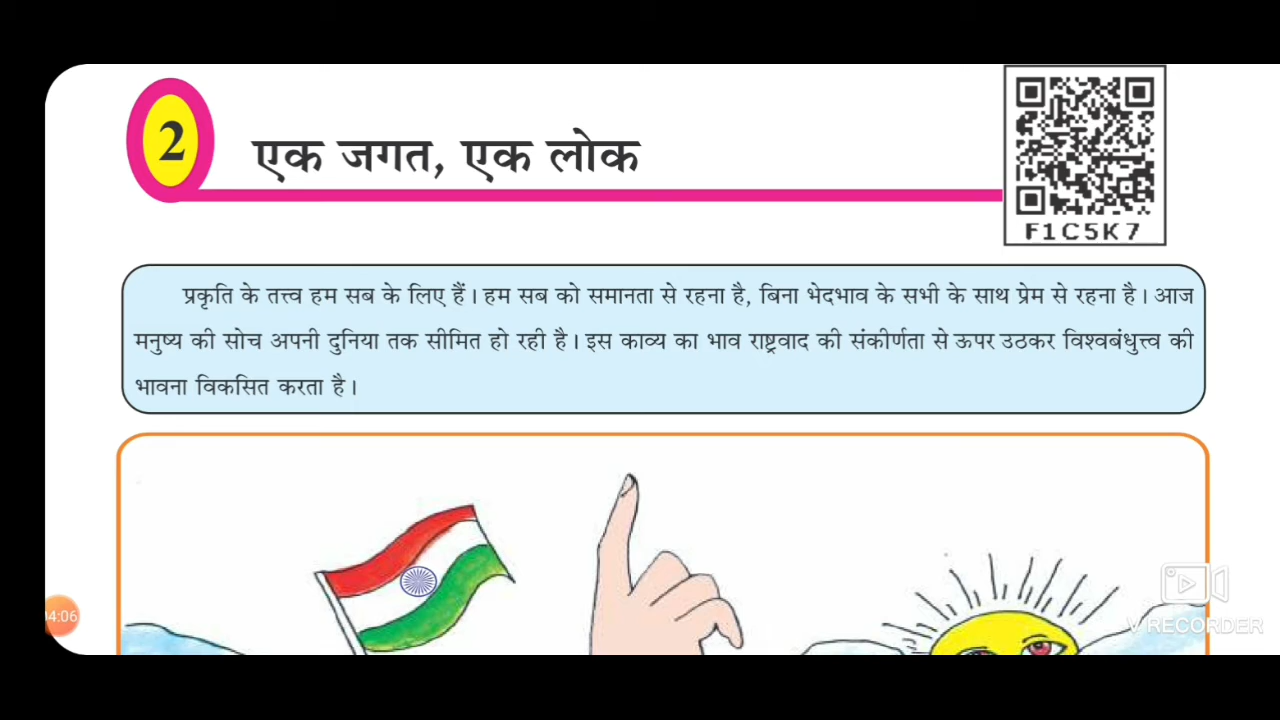 2
एक जगत, एक लोक
F1C5K7
प्रकृति के तत्त्व हम सब के लिए हैं। हम सब को समानता से रहना है, बिना भेदभाव के सभी के साथ प्रेम से रहना है। आज
मनुष्य की सोच अपनी दुनिया तक सीमित हो रही है। इस काव्य का भाव राष्ट्रवाद की संकीर्णता से ऊपर उठकर विश्वबंधुत्त्व की
भावना विकसित करता है।
04:06
V RECORDER